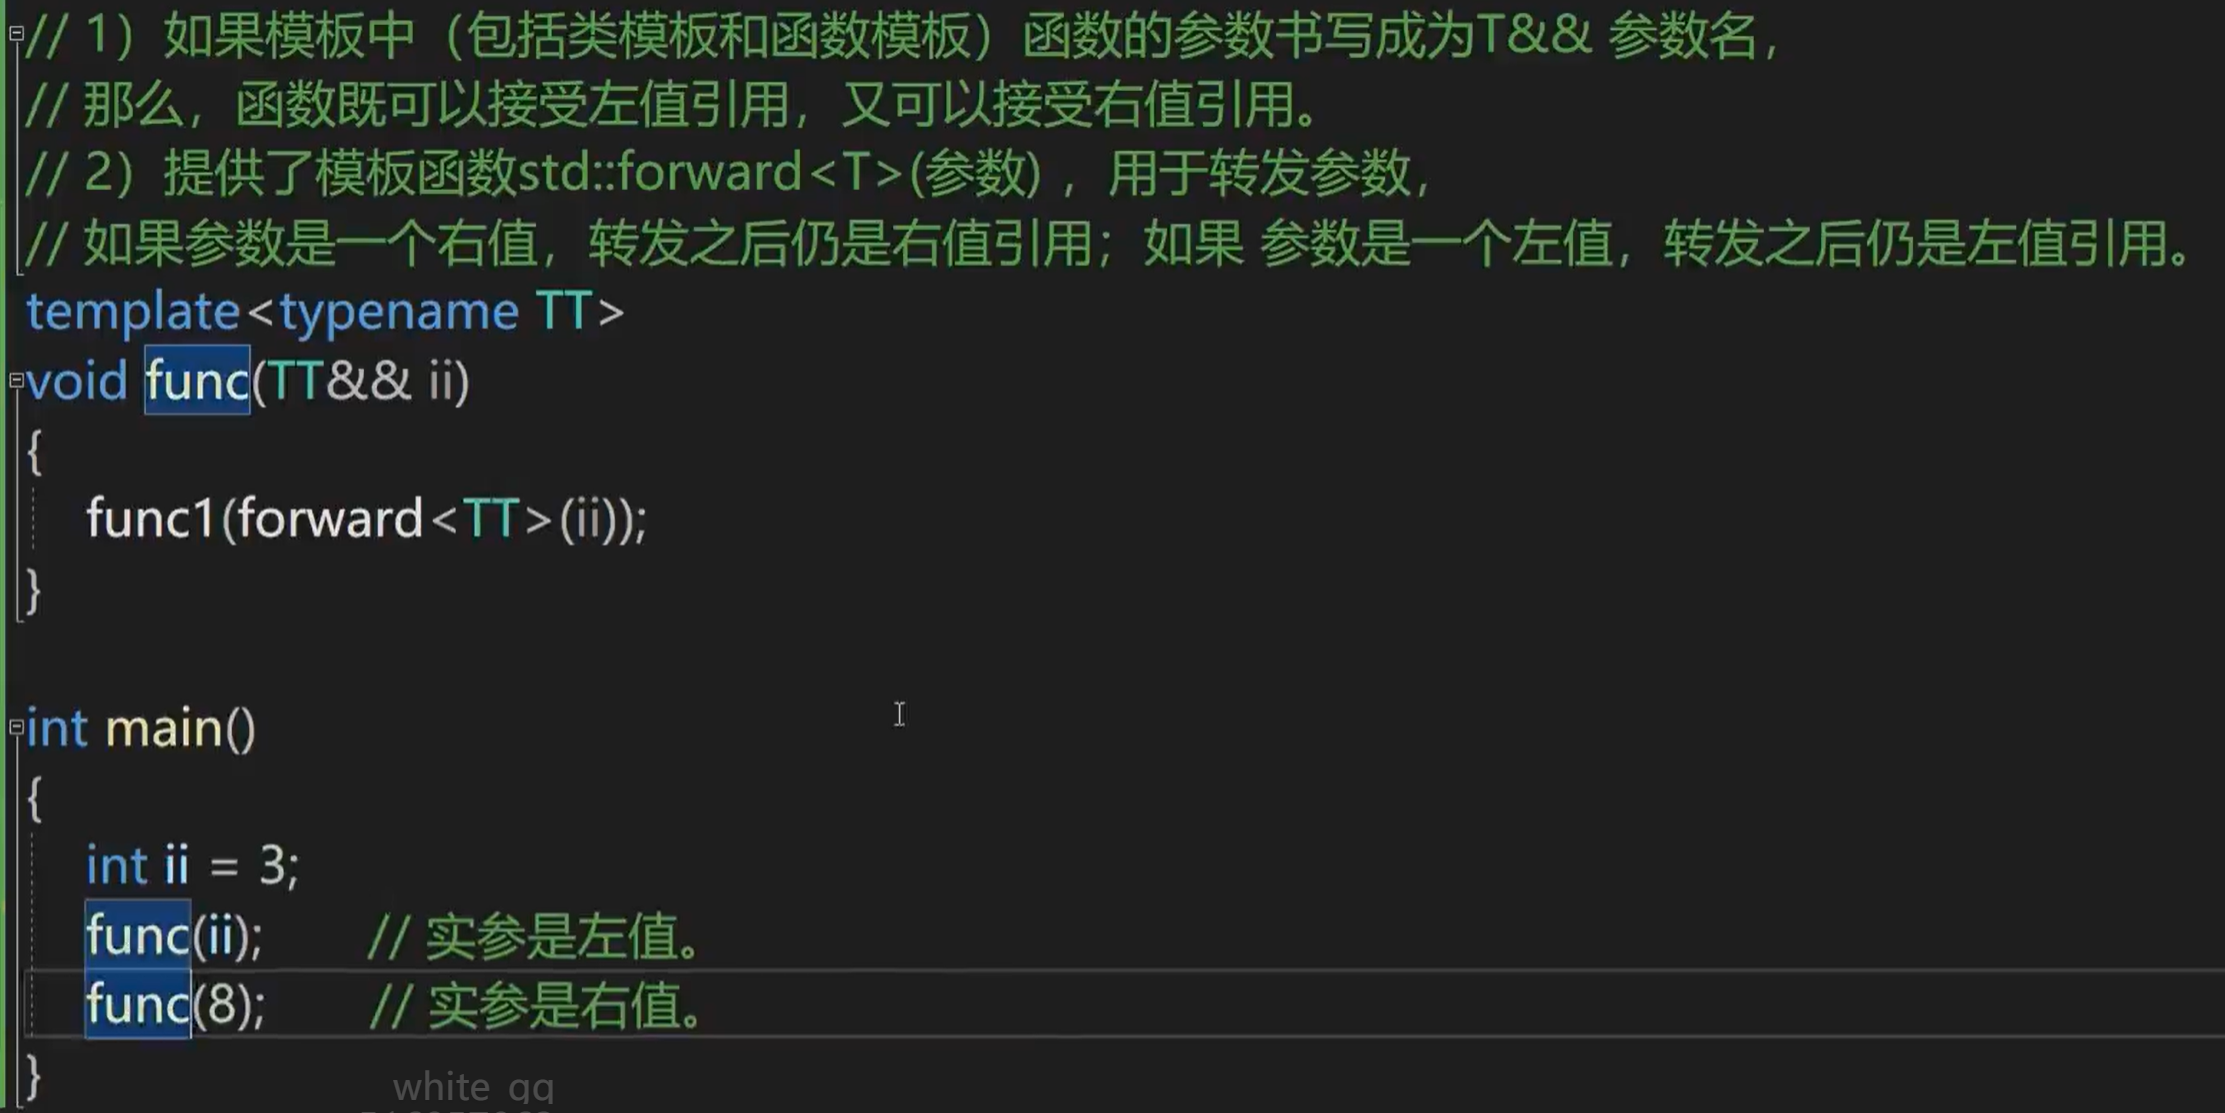 // 1）如果模板中（包括类模板和函数模板）函数的参数书写成为T&& 参数名，
// 那么，函数既可以接受左值引用，又可以接受右值引用。
// 2）提供了模板函数std::forward<T>(参数) ，用于转发参数，
// 如果参数是一个右值，转发之后仍是右值引用；如果 参数是一个左值，转发之后仍是左值引用。
template<typename TT>
void func(TT&& ii)
{
func1(forward<TT>(ii));
}
int main()
{
int ii = 3;
func(ii); // 实参是左值。
func(8); // 实参是右值。
}
white_qq